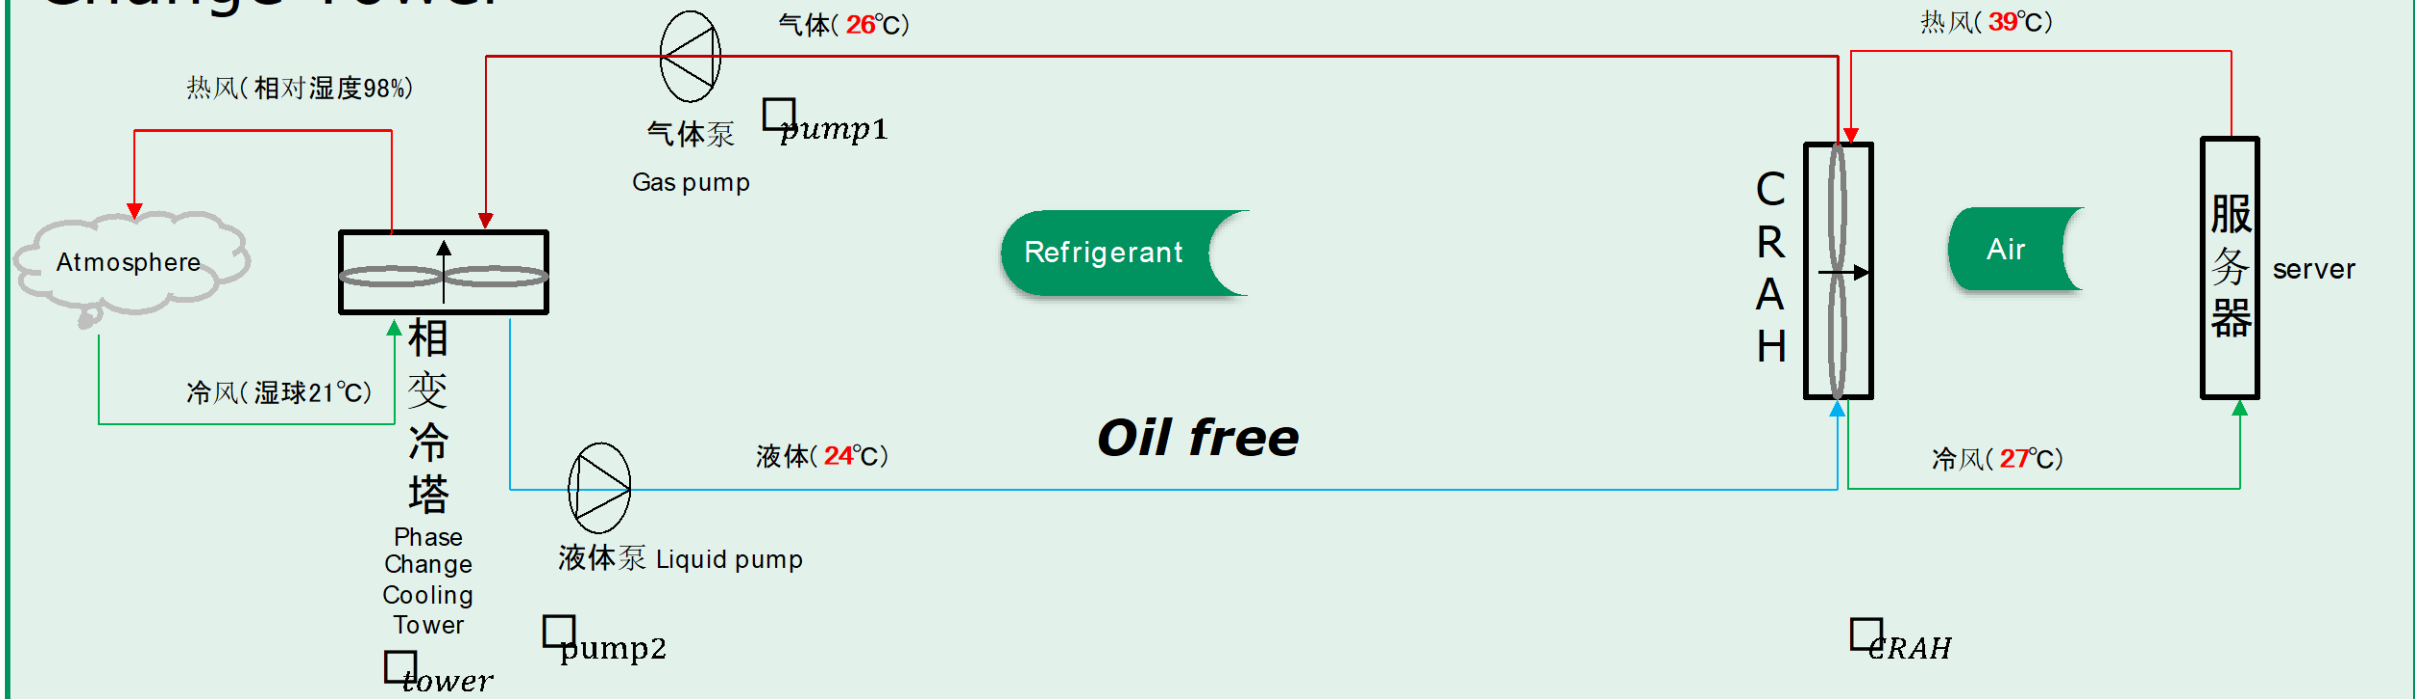 Change Tower
气体(26℃)
热风(39℃)
热风(相对湿度98%)
气体泵
□pump1
Gas pump
Atmosphere
Refrigerant
Air
C
R
A
H
服
务
器
server
冷风(湿球21℃)
相
变
冷
塔
Phase
Change
Cooling
Tower
液体(24℃)
Oil free
冷风(27℃)
液体泵 Liquid pump
□pump2
□tower
□CRAH